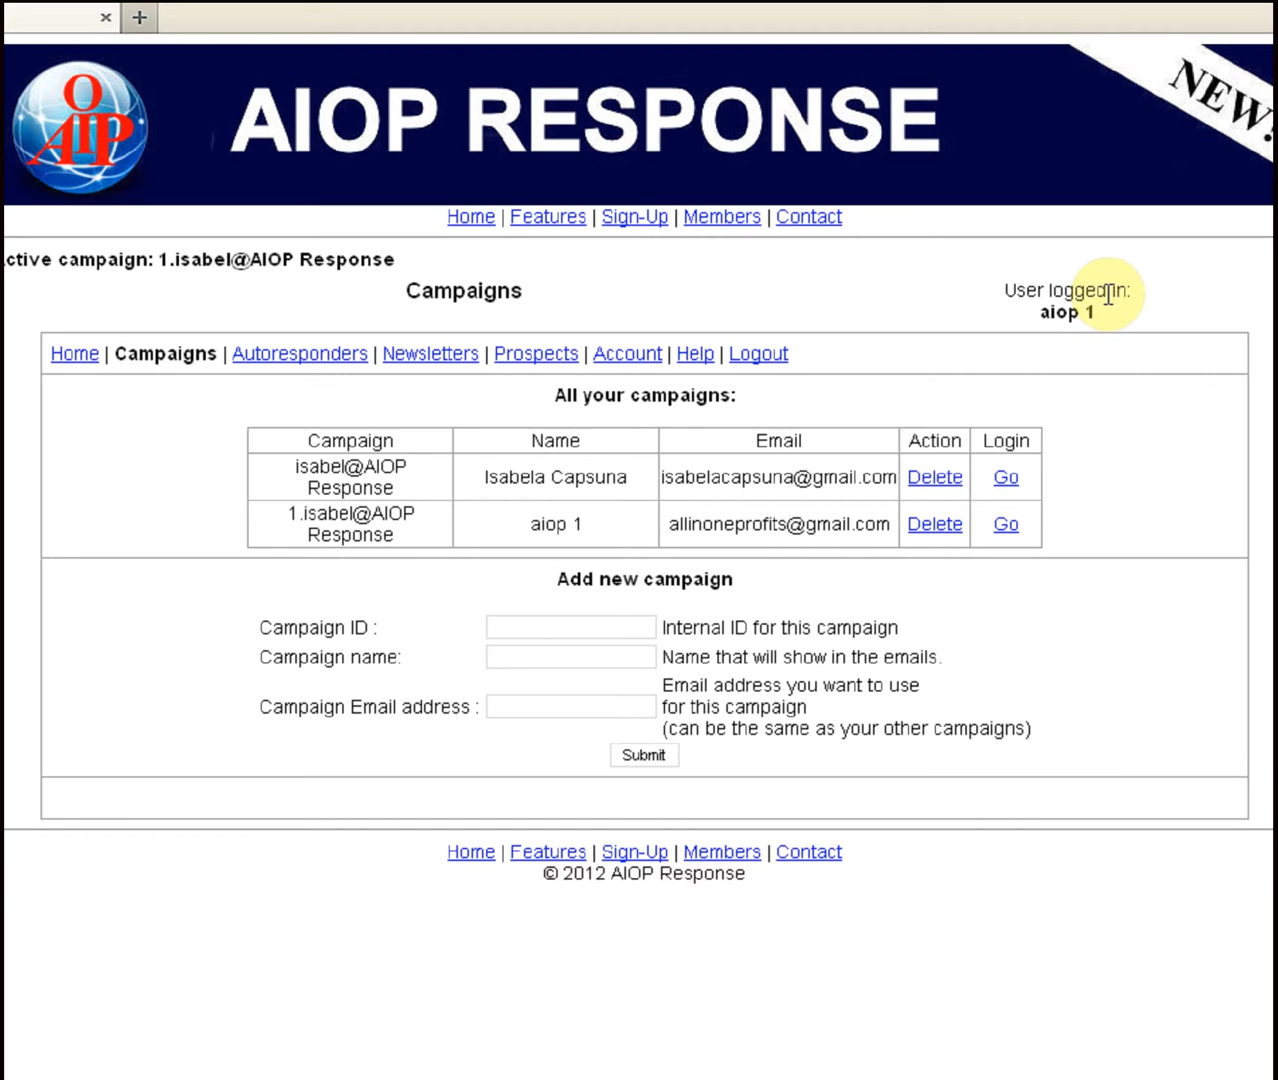 NEW!
O
AIP
AIOP RESPONSE
Home | Features | Sign-Up | Members | Contact
ctive campaign: 1.isabel@AIOP Response
Campaigns
User logged in:
aiop 1
Home | Campaigns | Autoresponders | Newsletters | Prospects | Account | Help | Logout
All your campaigns:
Campaign Name Email Action Login
isabel@AIOP Response Isabela Capsuna isabelacapsuna@gmail.com Delete Go
1.isabel@AIOP Response aiop 1 allinoneprofits@gmail.com Delete Go
Add new campaign
Campaign ID : Internal ID for this campaign
Campaign name: Name that will show in the emails.
Campaign Email address : Email address you want to use
for this campaign
(can be the same as your other campaigns)
Submit
Home | Features | Sign-Up | Members | Contact
© 2012 AIOP Response